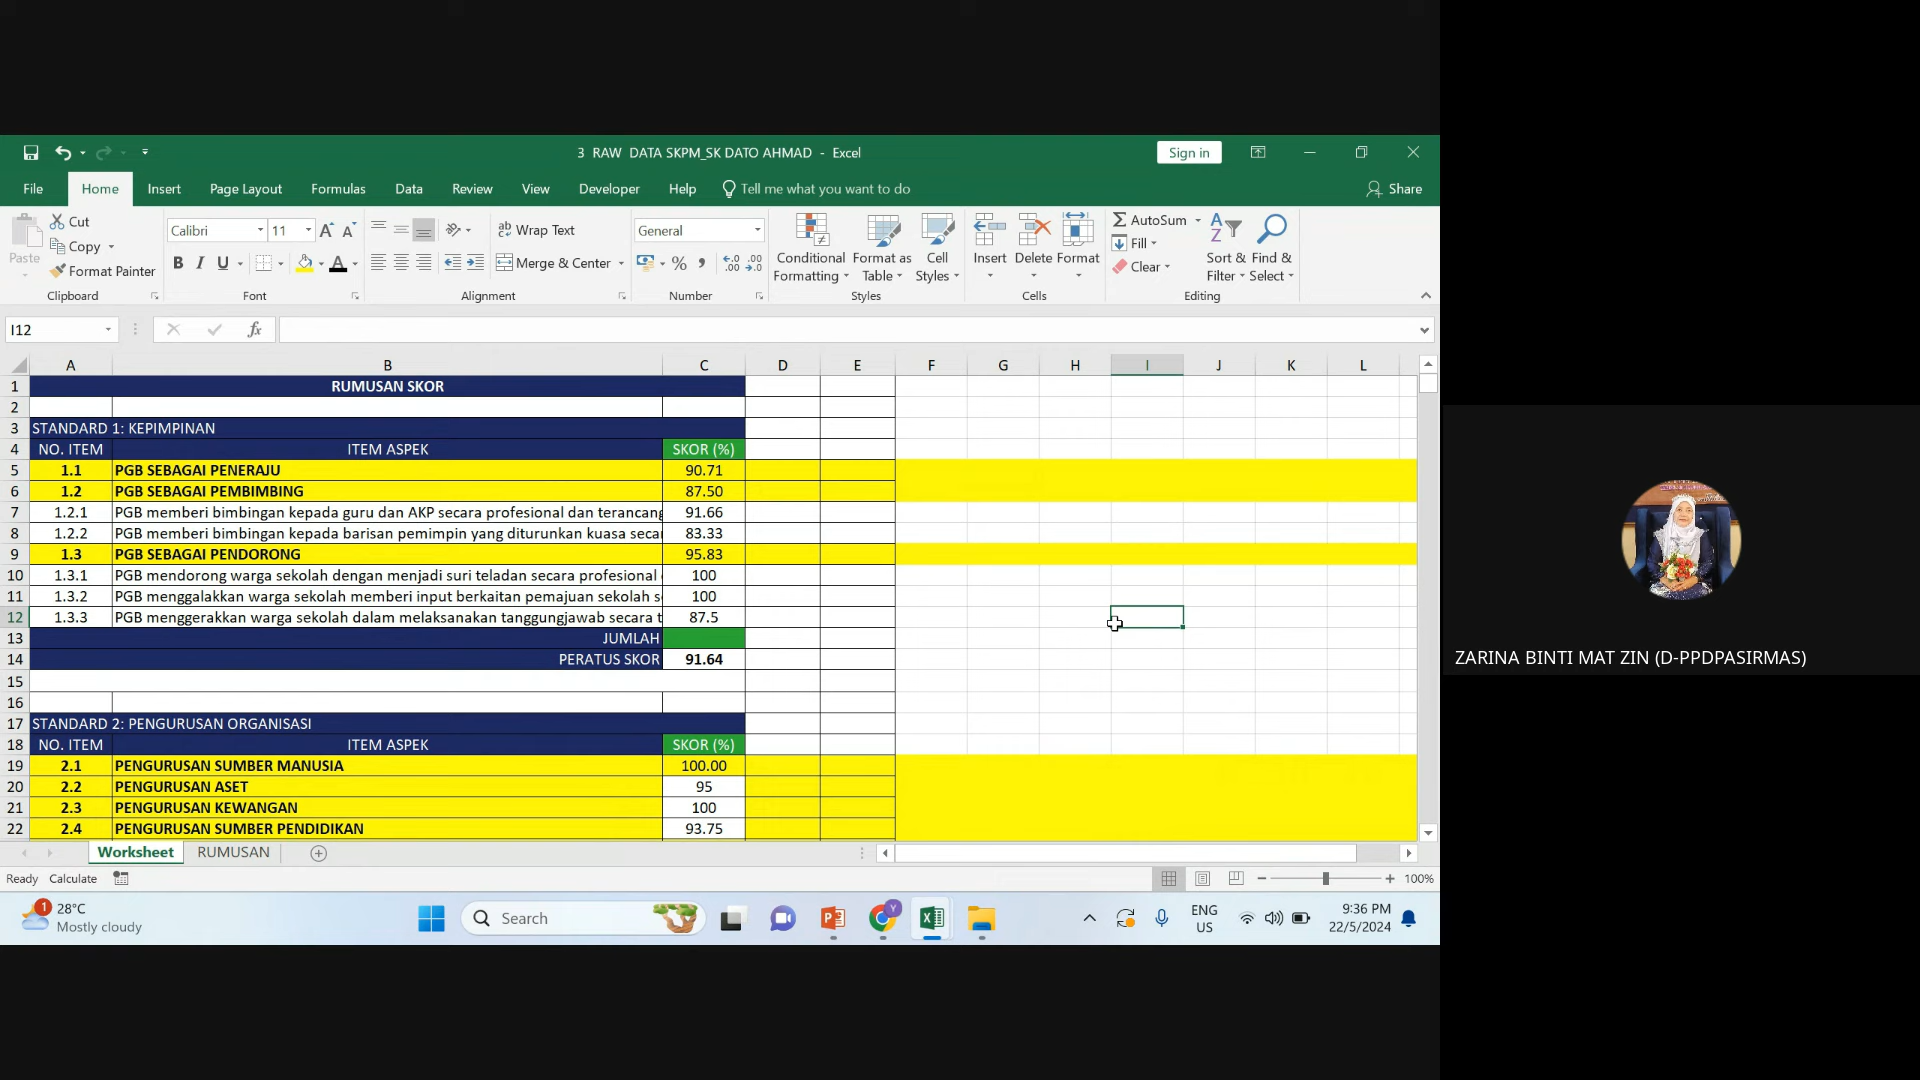 3 RAW DATA SKPM_SK DATO AHMAD - Excel
Sign in
File Home Insert Page Layout Formulas Data Review View Developer Help Tell me what you want to do Share
Paste
Cut
Copy
Format Painter
Clipboard
Calibri 11
B I U
Font
Wrap Text
Merge & Center
Alignment
General
Number
Conditional Formatting
Format as Table
Cell Styles
Styles
Insert Delete Format
Cells
AutoSum
Fill
Clear
Sort & Filter
Find & Select
Editing
I12
fx
A B C D E F G H I J K L
1 RUMUSAN SKOR
2
3 STANDARD 1: KEPIMPINAN
4 NO. ITEM ITEM ASPEK SKOR (%)
5 1.1 PGB SEBAGAI PENERAJU 90.71
6 1.2 PGB SEBAGAI PEMBIMBING 87.50
7 1.2.1 PGB memberi bimbingan kepada guru dan AKP secara profesional dan terancang 91.66
8 1.2.2 PGB memberi bimbingan kepada barisan pemimpin yang diturunkan kuasa seca 83.33
9 1.3 PGB SEBAGAI PENDORONG 95.83
10 1.3.1 PGB mendorong warga sekolah dengan menjadi suri teladan secara profesional 100
11 1.3.2 PGB menggalakkan warga sekolah memberi input berkaitan pemajuan sekolah s 100
12 1.3.3 PGB menggerakkan warga sekolah dalam melaksanakan tanggungjawab secara t 87.5
13 JUMLAH
14 PERATUS SKOR 91.64
15
16
17 STANDARD 2: PENGURUSAN ORGANISASI
18 NO. ITEM ITEM ASPEK SKOR (%)
19 2.1 PENGURUSAN SUMBER MANUSIA 100.00
20 2.2 PENGURUSAN ASET 95
21 2.3 PENGURUSAN KEWANGAN 100
22 2.4 PENGURUSAN SUMBER PENDIDIKAN 93.75
Worksheet RUMUSAN
Ready Calculate 100%
1
28°C
Mostly cloudy
Search
Y
ENG
US
9:36 PM
22/5/2024
ZARINA BINTI MAT ZIN (D-PPDPASIRMAS)